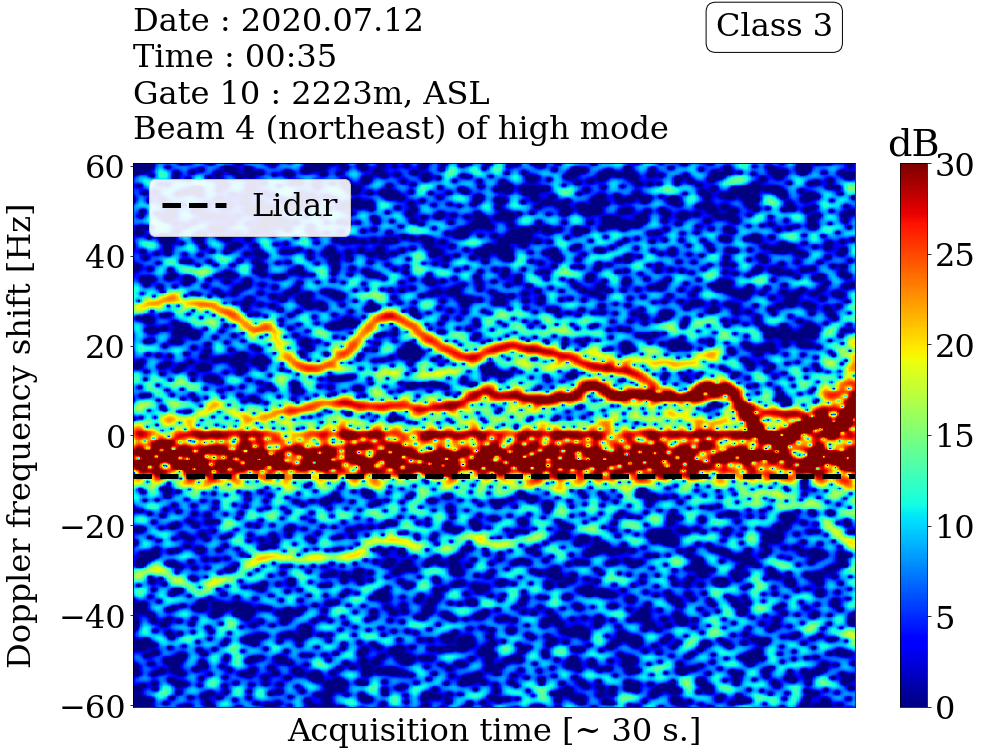 Date : 2020.07.12
Time : 00:35
Gate 10 : 2223m, ASL
Beam 4 (northeast) of high mode
Class 3
dB
Lidar
Doppler frequency shift [Hz]
60
40
20
0
−20
−40
−60
30
25
20
15
10
5
0
Acquisition time [~ 30 s.]